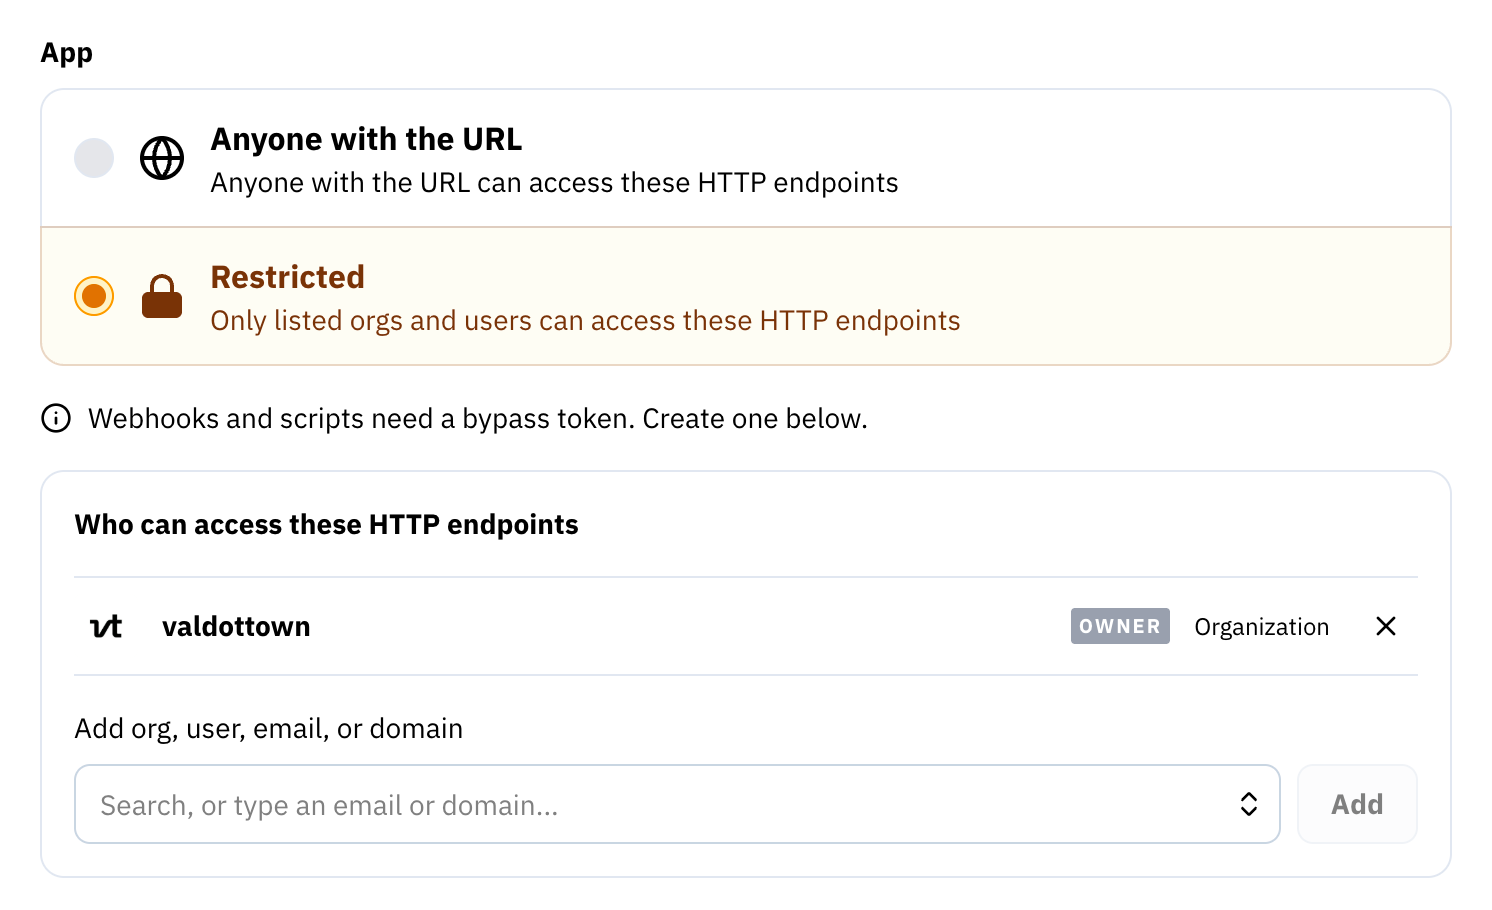 App
Anyone with the URL
Anyone with the URL can access these HTTP endpoints
Restricted
Only listed orgs and users can access these HTTP endpoints
Webhooks and scripts need a bypass token. Create one below.
Who can access these HTTP endpoints
vt valdottown OWNER Organization
Add org, user, email, or domain
Search, or type an email or domain... Add